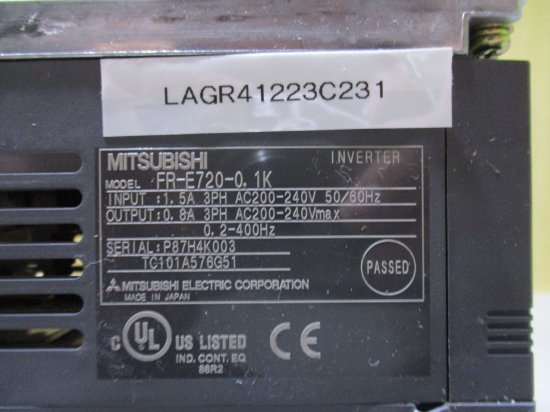 LAGR41223C231
MITSUBISHI INVERTER
MODEL FR-E720-0.1K
INPUT :1.5A 3PH AC200-240V 50/60Hz
OUTPUT:0.8A 3PH AC200-240Vmax
0.2-400Hz
SERIAL:P87H4K003
TC101A576G51
PASSED
MITSUBISHI ELECTRIC CORPORATION
MADE IN JAPAN
C UL US LISTED CE
IND. CONT. EQ
88R2